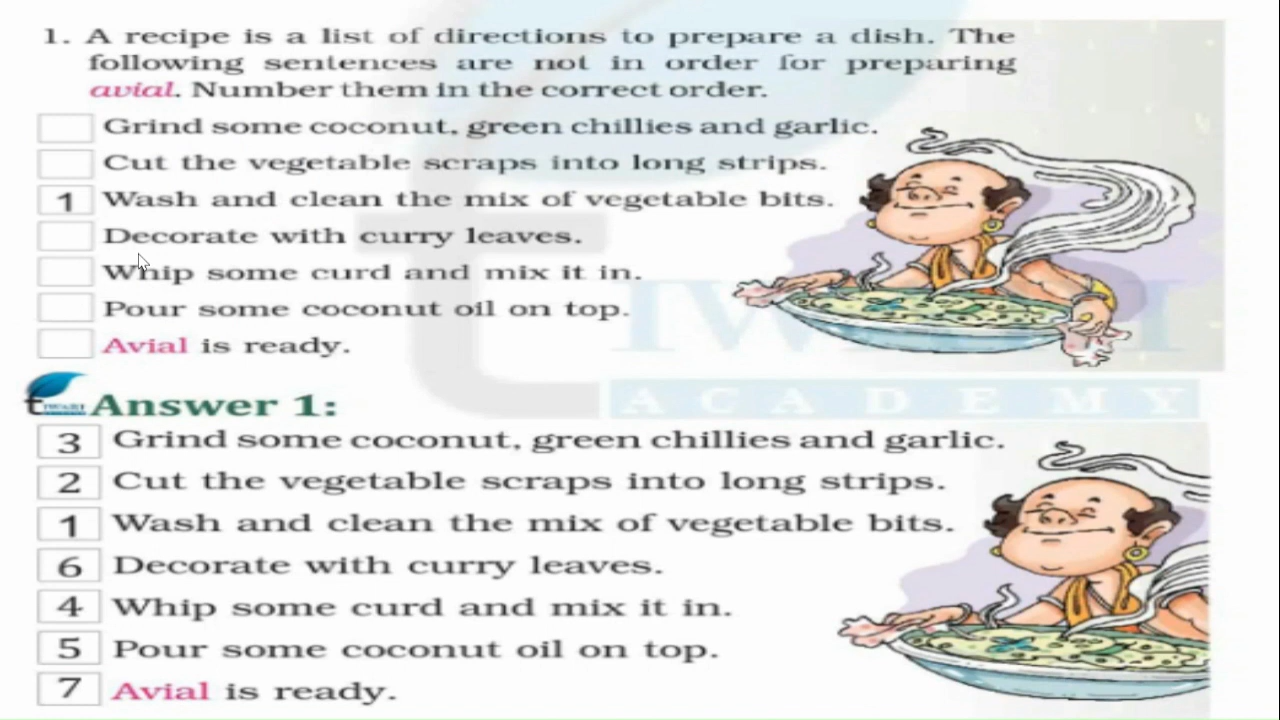 1. A recipe is a list of directions to prepare a dish. The
following sentences are not in order for preparing
avial. Number them in the correct order.
Grind some coconut, green chillies and garlic.
Cut the vegetable scraps into long strips.
1 Wash and clean the mix of vegetable bits.
Decorate with curry leaves.
Whip some curd and mix it in.
Pour some coconut oil on top.
Avial is ready.
ACADEMY
TIWARI Answer 1:
3 Grind some coconut, green chillies and garlic.
2 Cut the vegetable scraps into long strips.
1 Wash and clean the mix of vegetable bits.
6 Decorate with curry leaves.
4 Whip some curd and mix it in.
5 Pour some coconut oil on top.
7 Avial is ready.